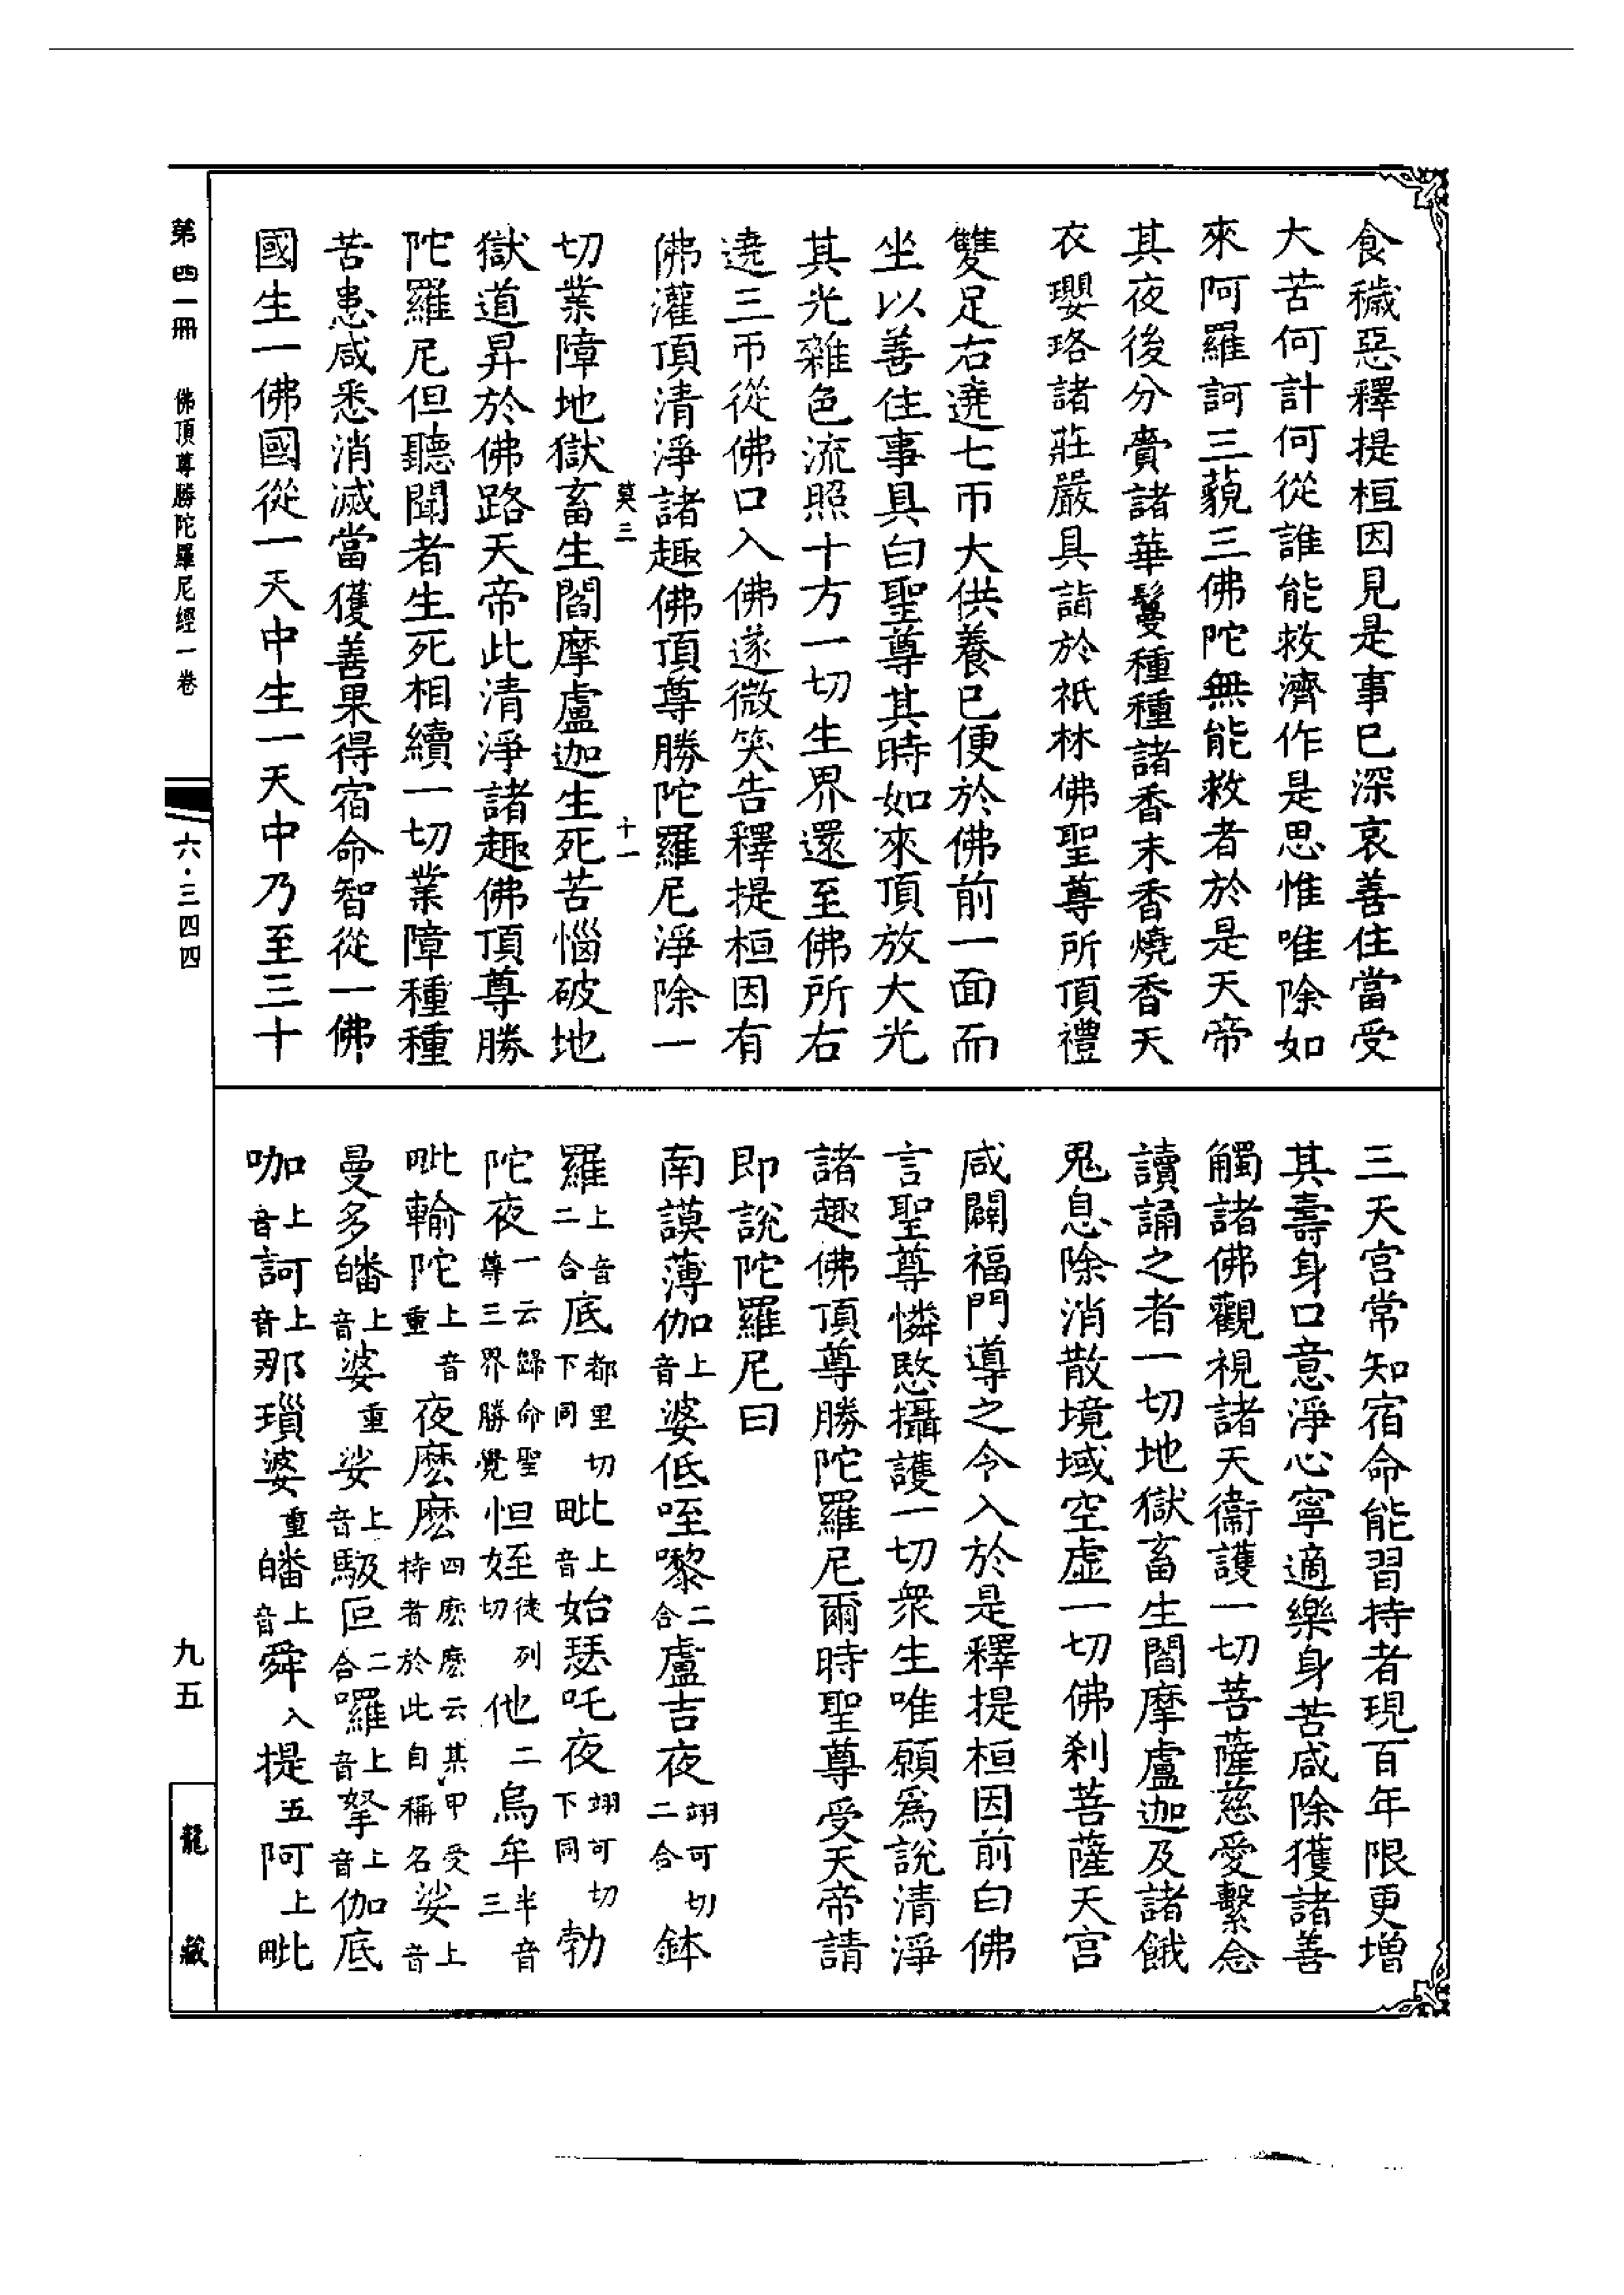 食穢惡釋提桓因見是事已深哀善住當受
大苦何計何從誰能救濟作是思惟唯除如
來阿羅訶三藐三佛陀無能救者於是天帝
其夜後分賷諸華鬘種種諸香末香燒香天
衣瓔珞諸莊嚴具詣於祇林佛聖尊所頂禮
雙足右遶七帀大供養已便於佛前一面而
坐以善住事具白聖尊其時如來頂放大光
其光雜色流照十方一切生界還至佛所右
遶三帀從佛口入佛遂微笑告釋提桓因有
佛灌頂清淨諸趣佛頂尊勝陀羅尼淨除一
莫三 十一
切業障地獄畜生閻摩盧迦生死苦惱破地
獄道昇於佛路天帝此清淨諸趣佛頂尊勝
陀羅尼但聽聞者生死相續一切業障種種
苦患咸悉消滅當獲善果得宿命智從一佛
國生一佛國從一天中生一天中乃至三十
三天宮常知宿命能習持者現百年限更增
其壽身口意淨心寧適樂身苦咸除獲諸善
觸諸佛觀視諸天衞護一切菩薩慈愛繫念
讀誦之者一切地獄畜生閻摩盧迦及諸餓
鬼息除消散境域空虛一切佛剎菩薩天宮
咸闢福門導之令入於是釋提桓因前白佛
言聖尊憐愍攝護一切衆生唯願爲說清淨
諸趣佛頂尊勝陀羅尼爾時聖尊受天帝請
即說陀羅尼曰
南謨薄伽上音婆低咥嚟二合盧吉夜翊可切二合鉢
羅上音二合底都里切下同毗上音始瑟吒夜翊可切下同勃
陀夜一云歸命聖尊三界勝覺怛姪徒列切他二烏牟半音三
毗輸陀上音重夜麽麽四麽麽云某甲受持者於此自稱名娑上音
曼多皤上音婆重娑上音馺叵二合囉上音拏上音伽底
咖上音訶上音那瑣婆重皤上音舜入提五阿上毗
第四一冊 佛頂尊勝陀羅尼經一卷
六·三四四
九五
龍藏